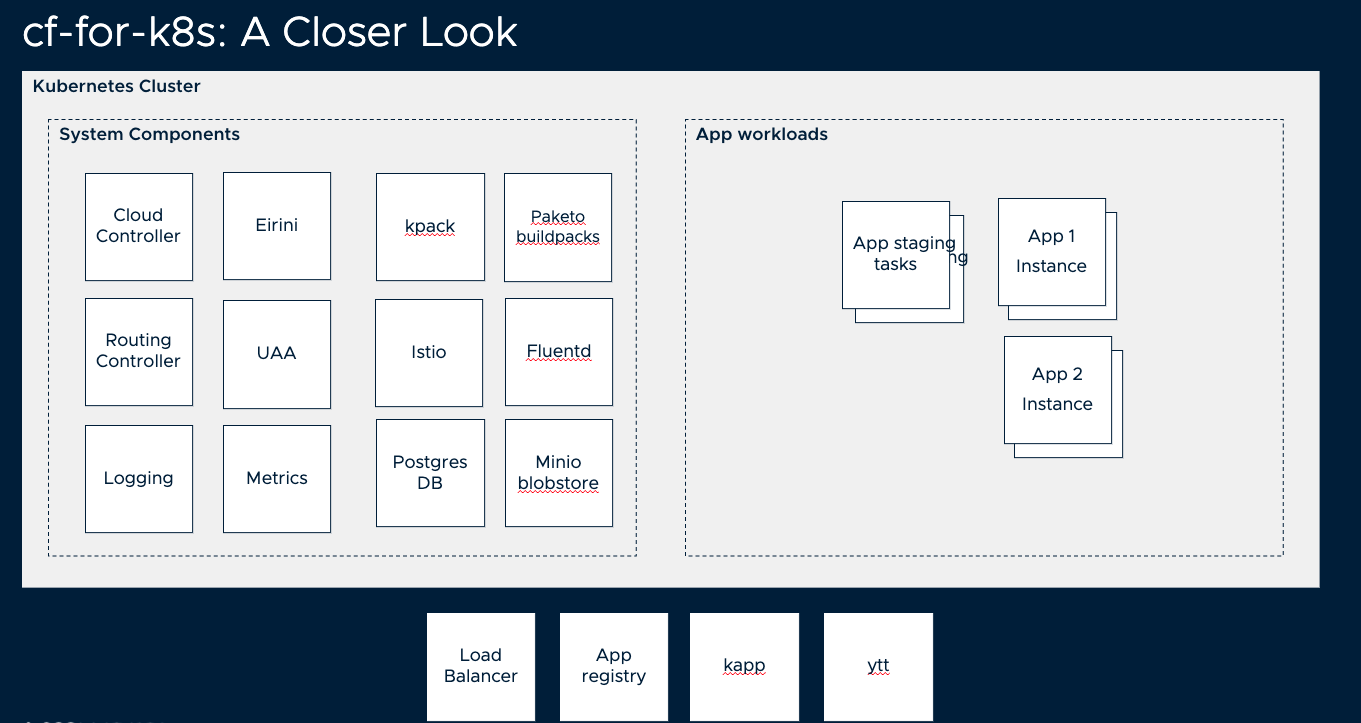 cf-for-k8s: A Closer Look
Kubernetes Cluster
System Components
Cloud
Controller
Eirini
kpack
Paketo
buildpacks
Routing
Controller
UAA
Istio
Fluentd
Logging
Metrics
Postgres
DB
Minio
blobstore
App workloads
App staging
tasks
ng
App 1
Instance
App 2
Instance
Load
Balancer
App
registry
kapp
ytt